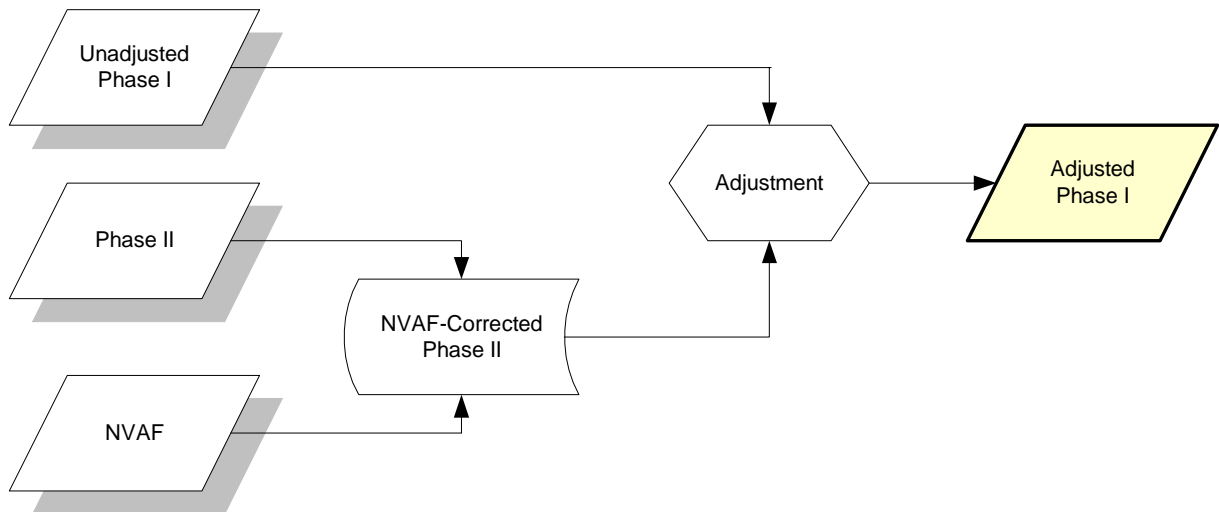 Unadjusted
Phase I
Phase II
NVAF
NVAF-Corrected
Phase II
Adjustment
Adjusted
Phase I